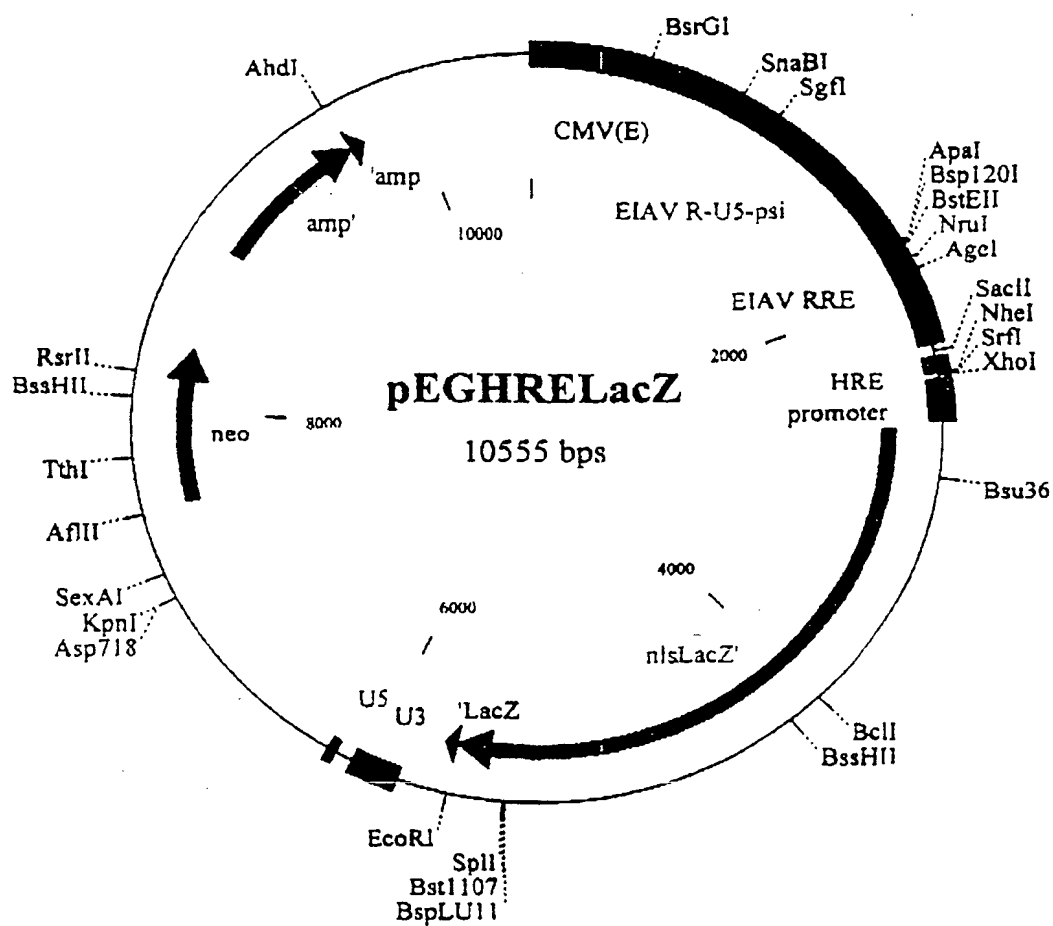 BsrGI
AhdI
SnaBI
SgfI
CMV(E)
ApaI
Bsp120I
BstEII
NruI
AgeI
'amp
amp'
10000
EIAV R-U5-psi
SacII
NheI
SrfI
XhoI
EIAV RRE
2000
RsrII
BssHII
pEGHRELacZ
10555 bps
HRE
promoter
neo
8000
TthI
Bsu36
AflII
4000
SexAI
KpnI
Asp718
6000
nlsLacZ'
U5
U3
'LacZ
BclI
BssHII
EcoRI
SplI
Bst1107
BspLU11